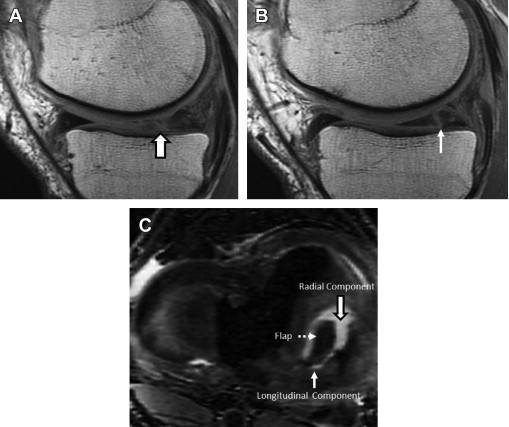 A
B
C
Radial Component
Flap
Longitudinal Component